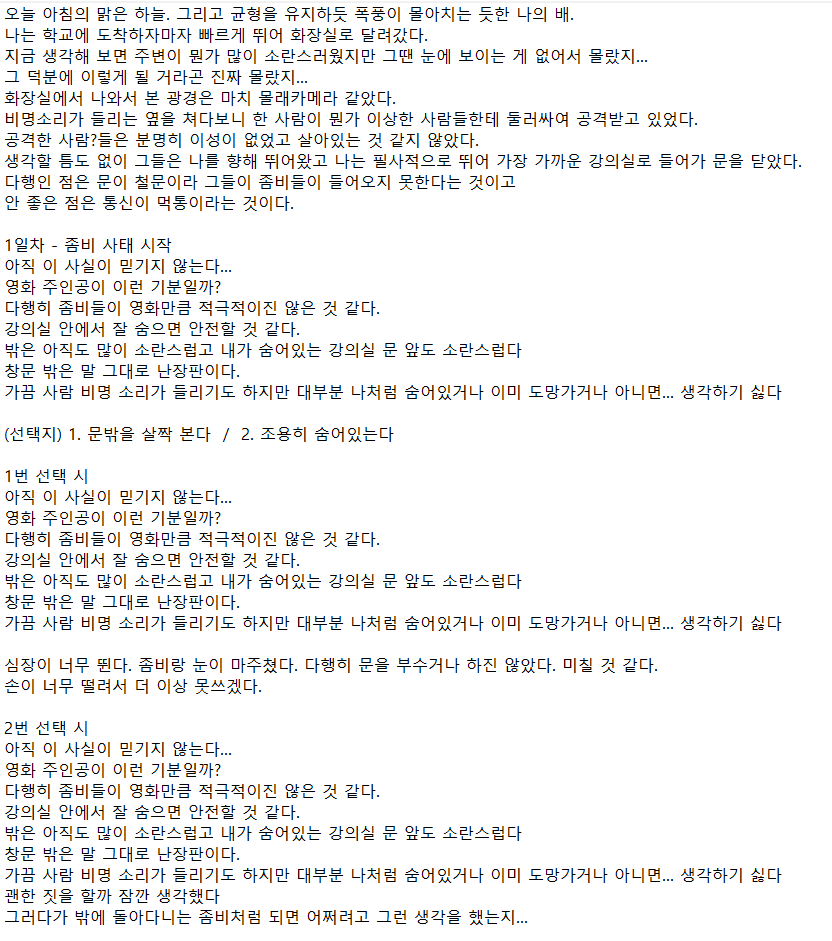 오늘 아침의 맑은 하늘. 그리고 균형을 유지하듯 폭풍이 몰아치는 듯한 나의 배.
나는 학교에 도착하자마자 빠르게 뛰어 화장실로 달려갔다.
지금 생각해 보면 주변이 뭔가 많이 소란스러웠지만 그땐 눈에 보이는 게 없어서 몰랐지...
그 덕분에 이렇게 될 거라곤 진짜 몰랐지...
화장실에서 나와서 본 광경은 마치 몰래카메라 같았다.
비명소리가 들리는 옆을 쳐다보니 한 사람이 뭔가 이상한 사람들한테 둘러싸여 공격받고 있었다.
공격한 사람?들은 분명히 이성이 없었고 살아있는 것 같지 않았다.
생각할 틈도 없이 그들은 나를 향해 뛰어왔고 나는 필사적으로 뛰어 가장 가까운 강의실로 들어가 문을 닫았다.
다행인 점은 문이 철문이라 그들이 좀비들이 들어오지 못한다는 것이고
안 좋은 점은 통신이 먹통이라는 것이다.
1일차 - 좀비 사태 시작
아직 이 사실이 믿기지 않는다...
영화 주인공이 이런 기분일까?
다행히 좀비들이 영화만큼 적극적이진 않은 것 같다.
강의실 안에서 잘 숨으면 안전할 것 같다.
밖은 아직도 많이 소란스럽고 내가 숨어있는 강의실 문 앞도 소란스럽다
창문 밖은 말 그대로 난장판이다.
가끔 사람 비명 소리가 들리기도 하지만 대부분 나처럼 숨어있거나 이미 도망가거나 아니면... 생각하기 싫다
(선택지) 1. 문밖을 살짝 본다 / 2. 조용히 숨어있는다
1번 선택 시
아직 이 사실이 믿기지 않는다...
영화 주인공이 이런 기분일까?
다행히 좀비들이 영화만큼 적극적이진 않은 것 같다.
강의실 안에서 잘 숨으면 안전할 것 같다.
밖은 아직도 많이 소란스럽고 내가 숨어있는 강의실 문 앞도 소란스럽다
창문 밖은 말 그대로 난장판이다.
가끔 사람 비명 소리가 들리기도 하지만 대부분 나처럼 숨어있거나 이미 도망가거나 아니면... 생각하기 싫다
심장이 너무 뛴다. 좀비랑 눈이 마주쳤다. 다행히 문을 부수거나 하진 않았다. 미칠 것 같다.
손이 너무 떨려서 더 이상 못쓰겠다.
2번 선택 시
아직 이 사실이 믿기지 않는다...
영화 주인공이 이런 기분일까?
다행히 좀비들이 영화만큼 적극적이진 않은 것 같다.
강의실 안에서 잘 숨으면 안전할 것 같다.
밖은 아직도 많이 소란스럽고 내가 숨어있는 강의실 문 앞도 소란스럽다
창문 밖은 말 그대로 난장판이다.
가끔 사람 비명 소리가 들리기도 하지만 대부분 나처럼 숨어있거나 이미 도망가거나 아니면... 생각하기 싫다
괜한 짓을 할까 잠깐 생각했다
그러다가 밖에 돌아다니는 좀비처럼 되면 어쩌려고 그런 생각을 했는지...